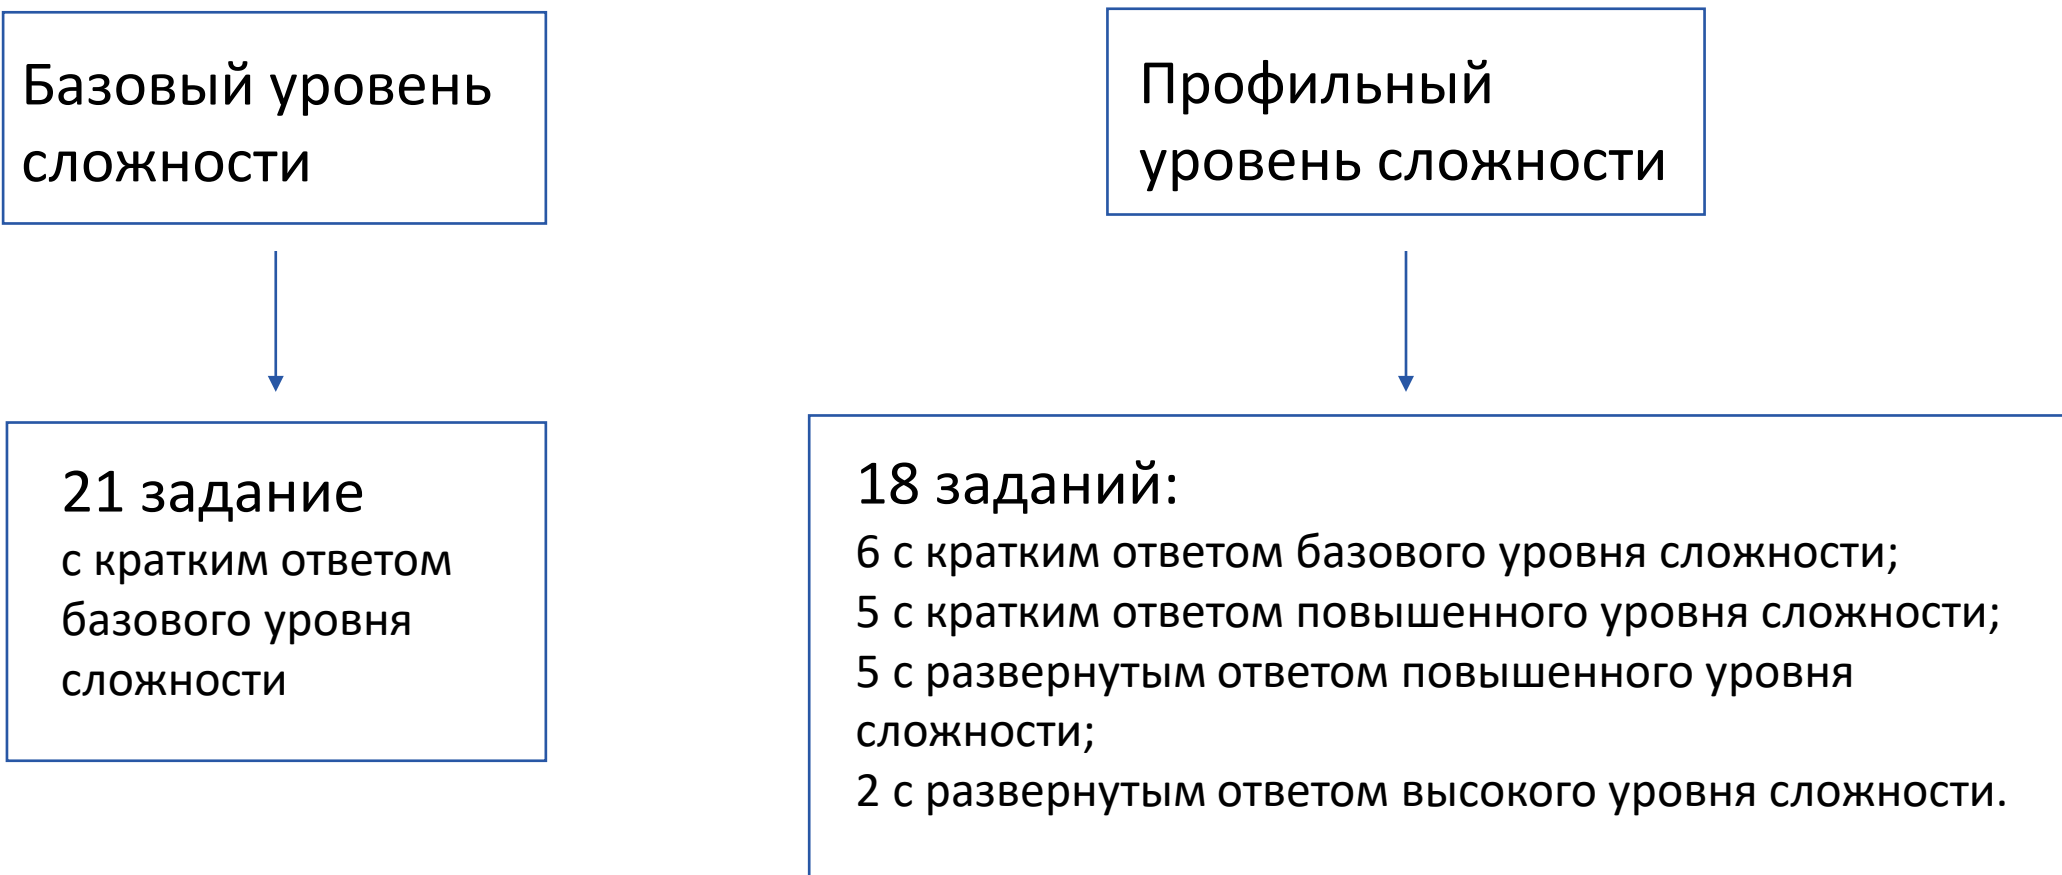 Базовый уровень
сложности
Профильный
уровень сложности
21 задание
с кратким ответом
базового уровня
сложности
18 заданий:
6 с кратким ответом базового уровня сложности;
5 с кратким ответом повышенного уровня сложности;
5 с развернутым ответом повышенного уровня
сложности;
2 с развернутым ответом высокого уровня сложности.